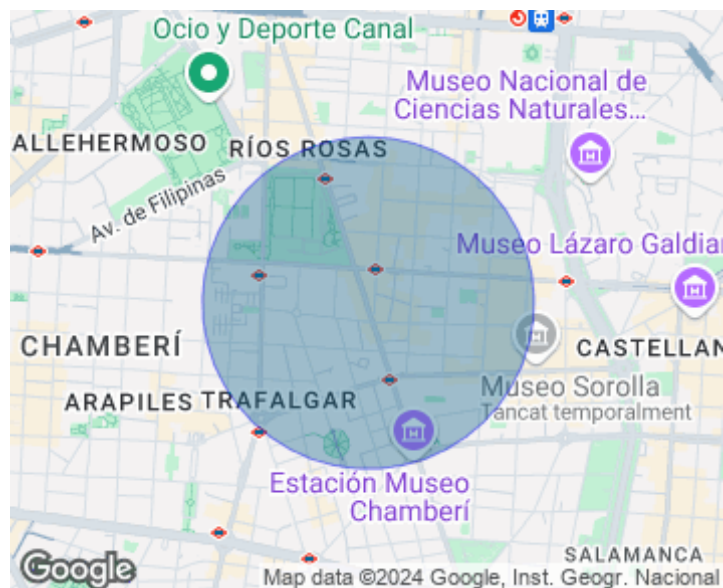 Ocio y Deporte Canal
Museo Nacional de
Ciencias Naturales...
ALLEHERMOSO
RÍOS ROSAS
Av. de Filipinas
Museo Lázaro Galdiar
CHAMBERÍ
CASTELLAN
Museo Sorolla
Tancat temporalment
ARAPILES
TRAFALGAR
Estación Museo
Chamberí
SALAMANCA
Google
Map data ©2024 Google, Inst. Geogr. Nacional